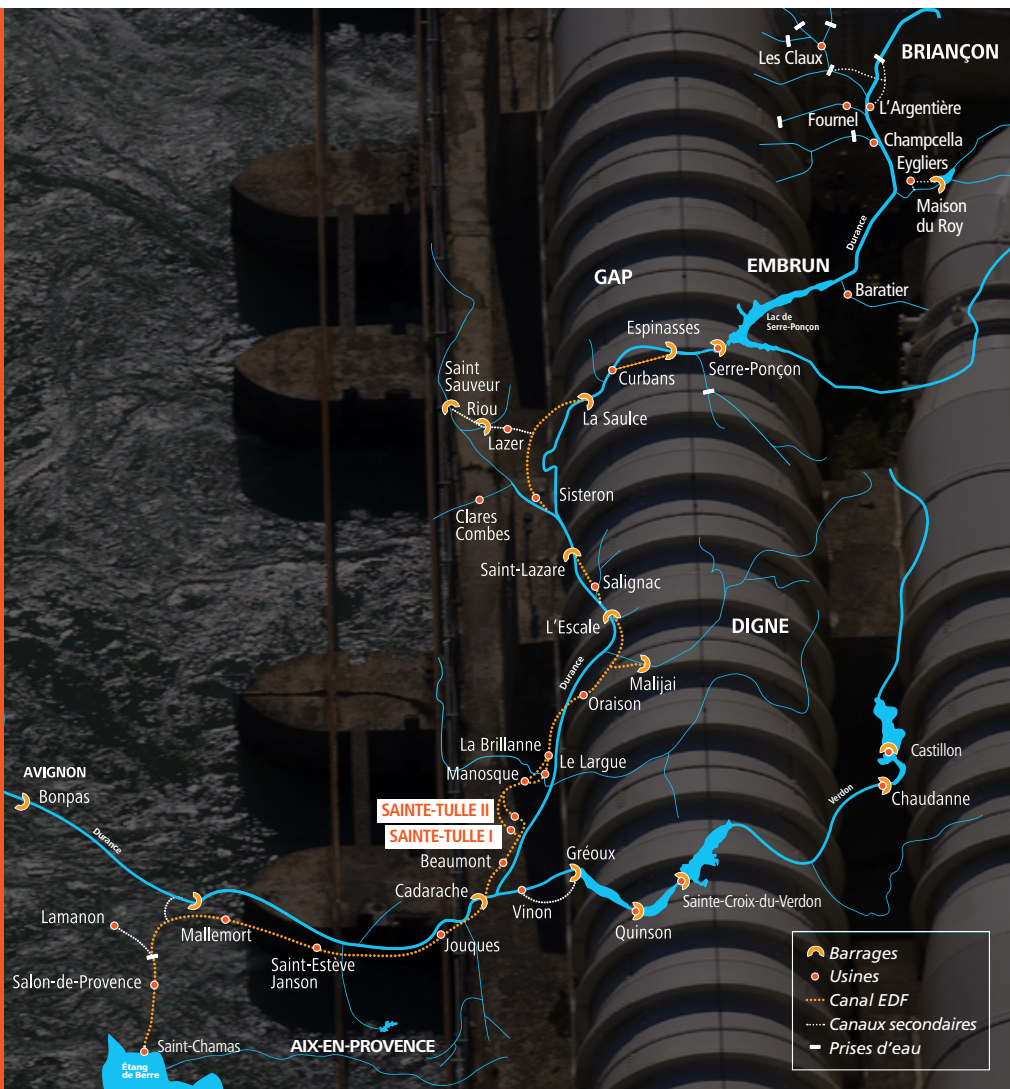 Les Claux
BRIANÇON
L'Argentière
Fournel
Champcella
Eygliers
Maison
du Roy
Durance
EMBRUN
GAP
Baratier
Lac de
Serre-Ponçon
Espinasses
Serre-Ponçon
Curbans
Saint
Sauveur
Riou
La Saulce
Lazer
Sisteron
Clares
Combes
Saint-Lazare
Salignac
L'Escale
DIGNE
Durance
Malijai
Oraison
La Brillanne
Le Largue
Manosque
Castillon
AVIGNON
Bonpas
Chaudanne
Verdon
SAINTE-TULLE II
SAINTE-TULLE I
Durance
Beaumont
Gréoux
Cadarache
Vinon
Sainte-Croix-du-Verdon
Quinson
Lamanon
Mallemort
Jouques
Saint-Estève
Janson
Salon-de-Provence
Saint-Chamas
AIX-EN-PROVENCE
Étang
de Berre
Barrages
Usines
Canal EDF
Canaux secondaires
Prises d'eau